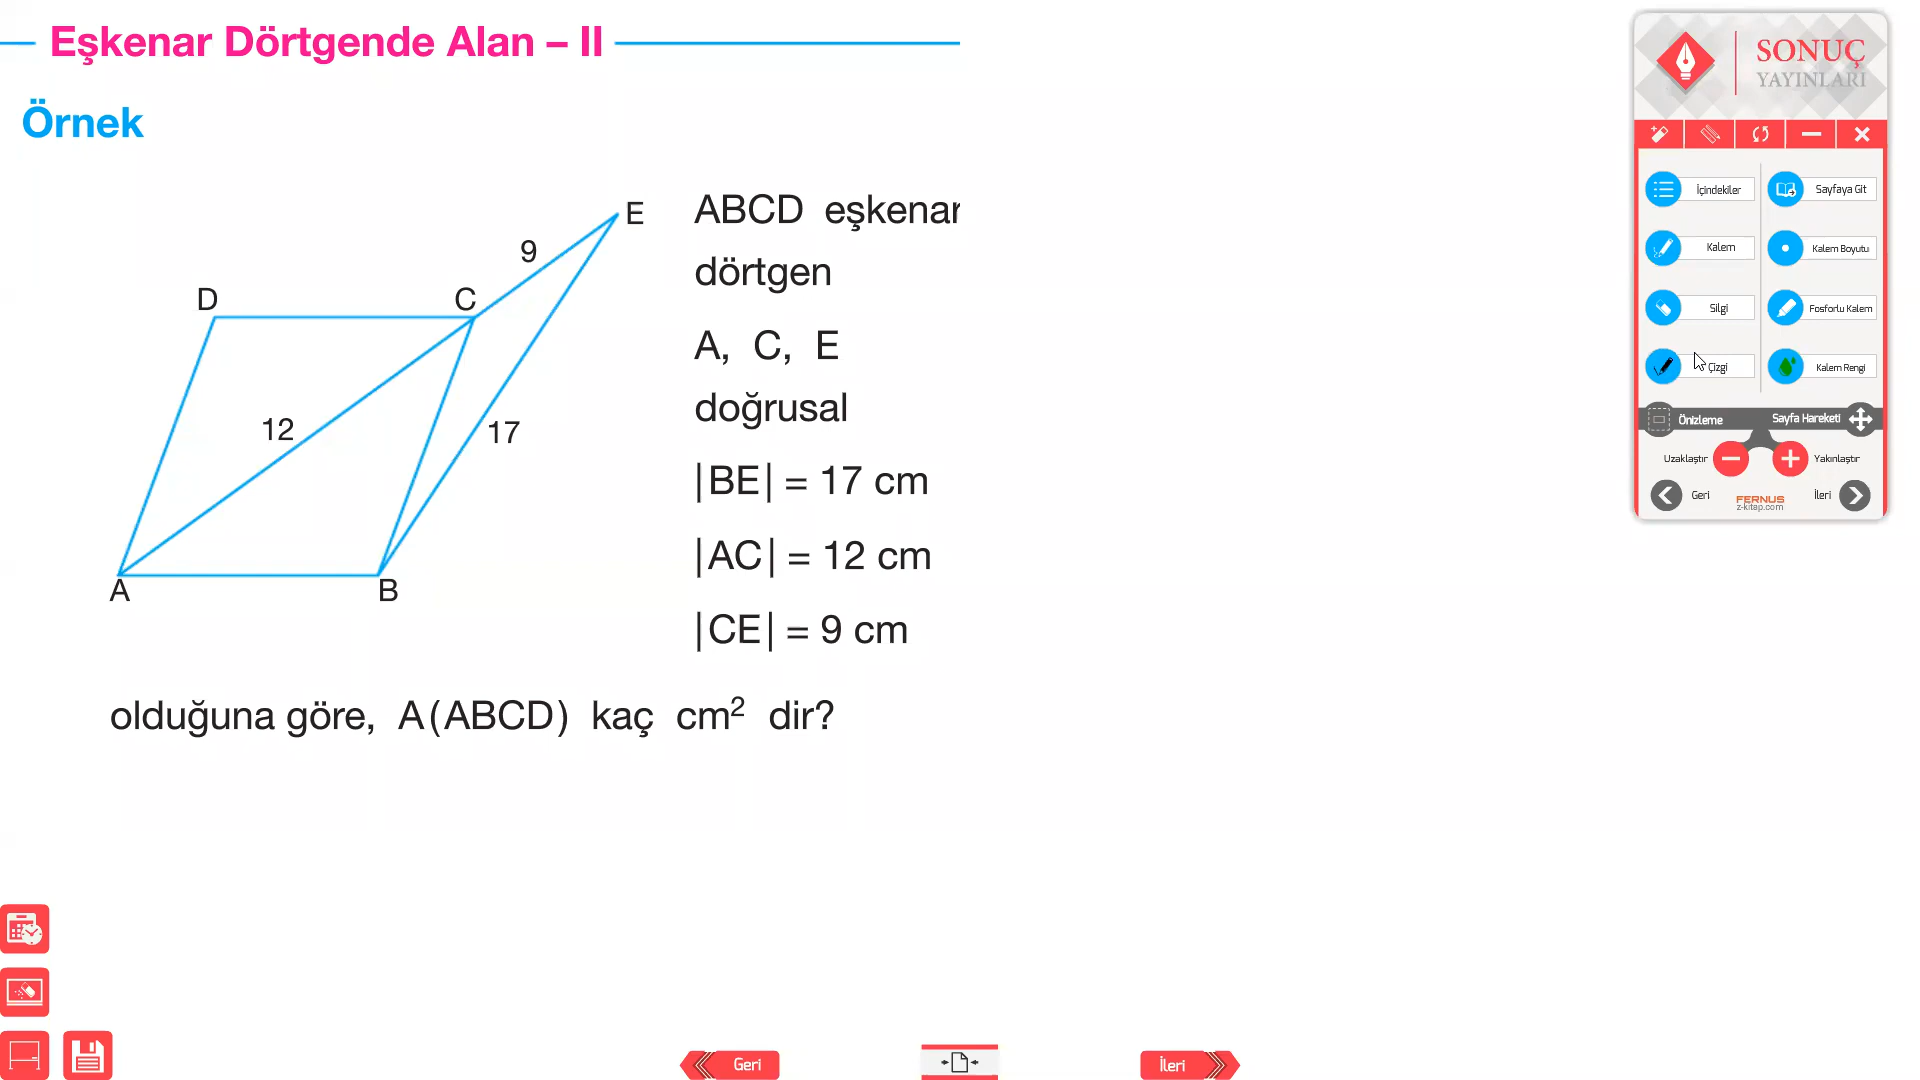 Eşkenar Dörtgende Alan – II
Örnek
E
9
D
C
12
17
A
B
ABCD eşkenar
dörtgen
A, C, E
doğrusal
|BE| = 17 cm
|AC| = 12 cm
|CE| = 9 cm
olduğuna göre, A(ABCD) kaç cm² dir?
SONUÇ
YAYINLARI
İçindekiler
Sayfaya Git
Kalem
Kalem Boyutu
Silgi
Fosforlu Kalem
Çizgi
Kalem Rengi
Önizleme
Sayfa Hareketi
Uzaklaştır
Yakınlaştır
Geri
FERNUS
z-kitap.com
İleri
Geri
İleri